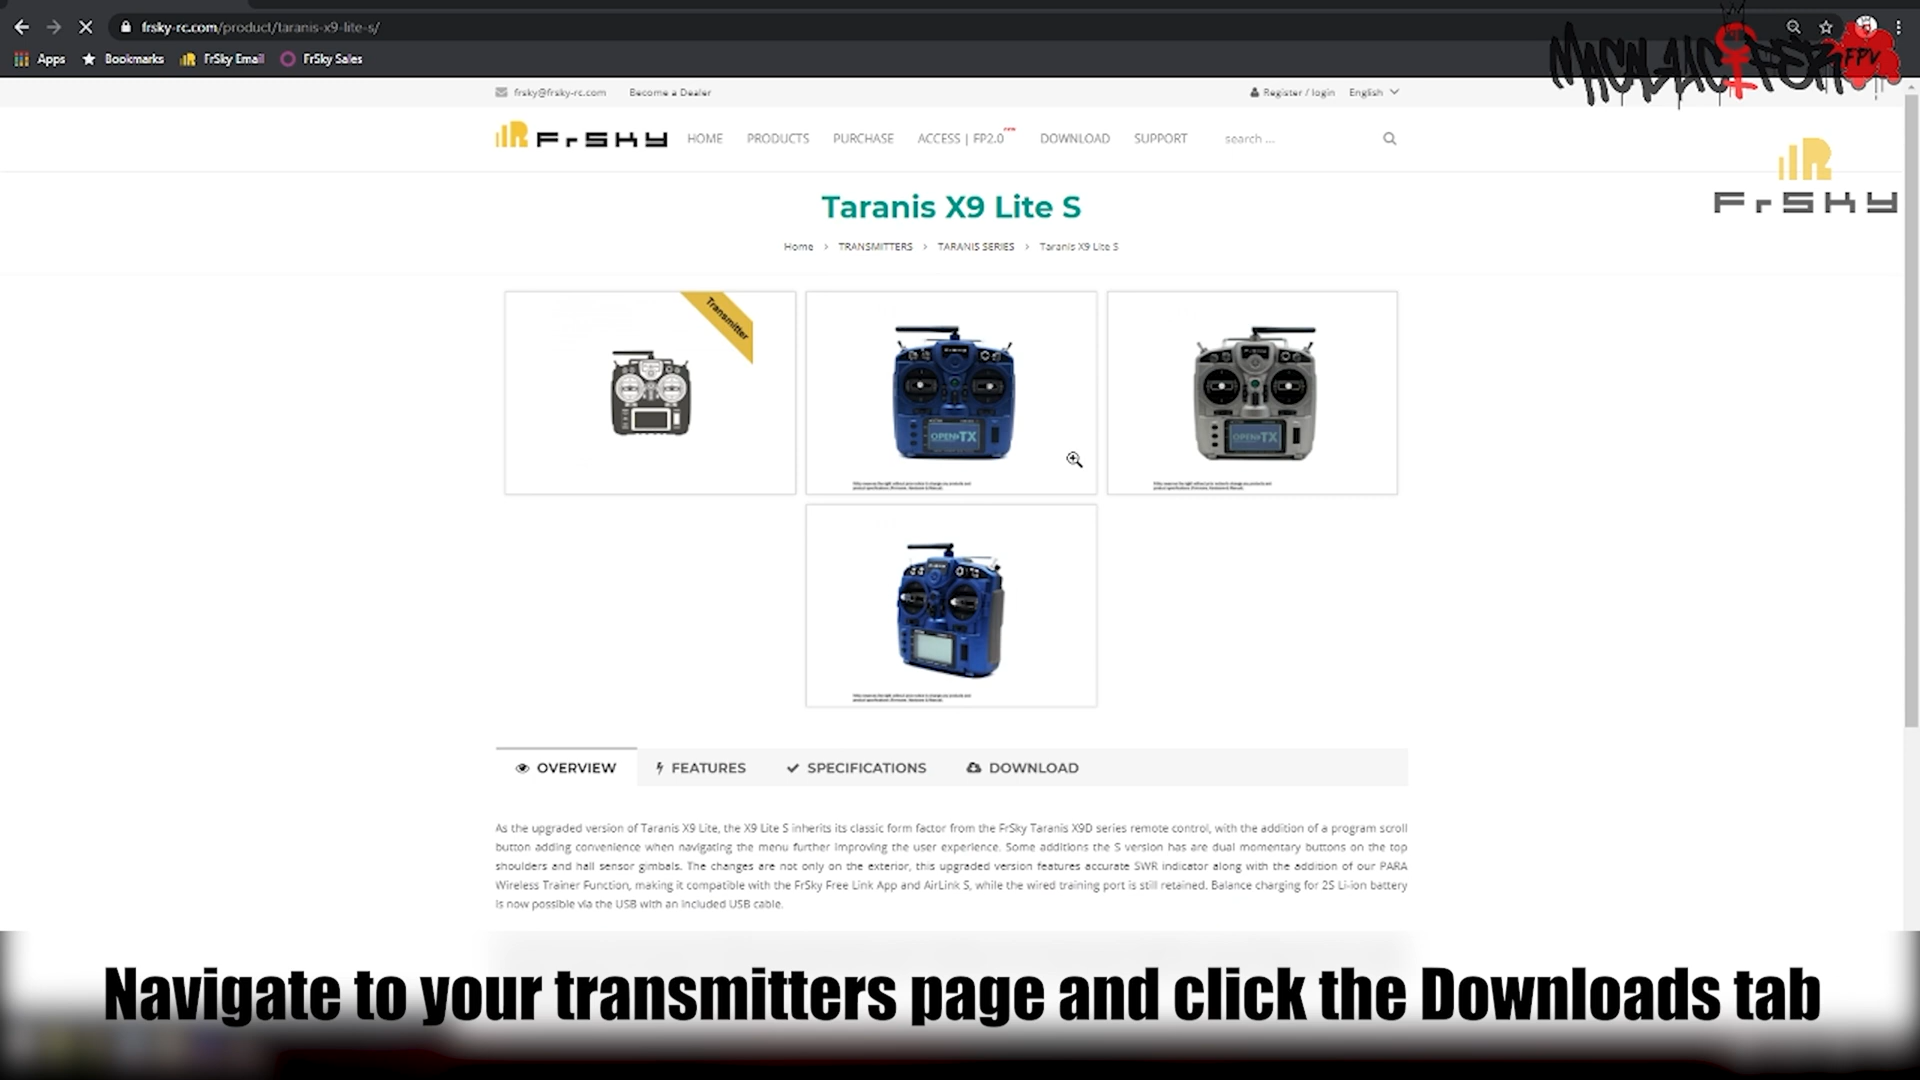 frsky-rc.com/product/taranis-x9-lite-s/
Apps Bookmarks FrSky Email FrSky Sales
MACALUCIFER FPV
frsky@frsky-rc.com Become a Dealer Register / login English
FrSKY HOME PRODUCTS PURCHASE ACCESS | FP2.0 DOWNLOAD SUPPORT search ...
FrSKY
Taranis X9 Lite S
Home > TRANSMITTERS > TARANIS SERIES > Taranis X9 Lite S
Transmitter
OPEN TX
OPEN TX
OVERVIEW FEATURES SPECIFICATIONS DOWNLOAD
As the upgraded version of Taranis X9 Lite, the X9 Lite S inherits its classic form factor from the FrSky Taranis X9D series remote control, with the addition of a program scroll
button adding convenience when navigating the menu further improving the user experience. Some additions the S version has are dual momentary buttons on the top
shoulders and hall sensor gimbals. The changes are not only on the exterior, this upgraded version features accurate SWR indicator along with the addition of our PARA
Wireless Trainer Function, making it compatible with the FrSky Free Link App and AirLink S, while the wired training port is still retained. Balance charging for 2S Li-ion battery
is now possible via the USB with an included USB cable.
Navigate to your transmitters page and click the Downloads tab